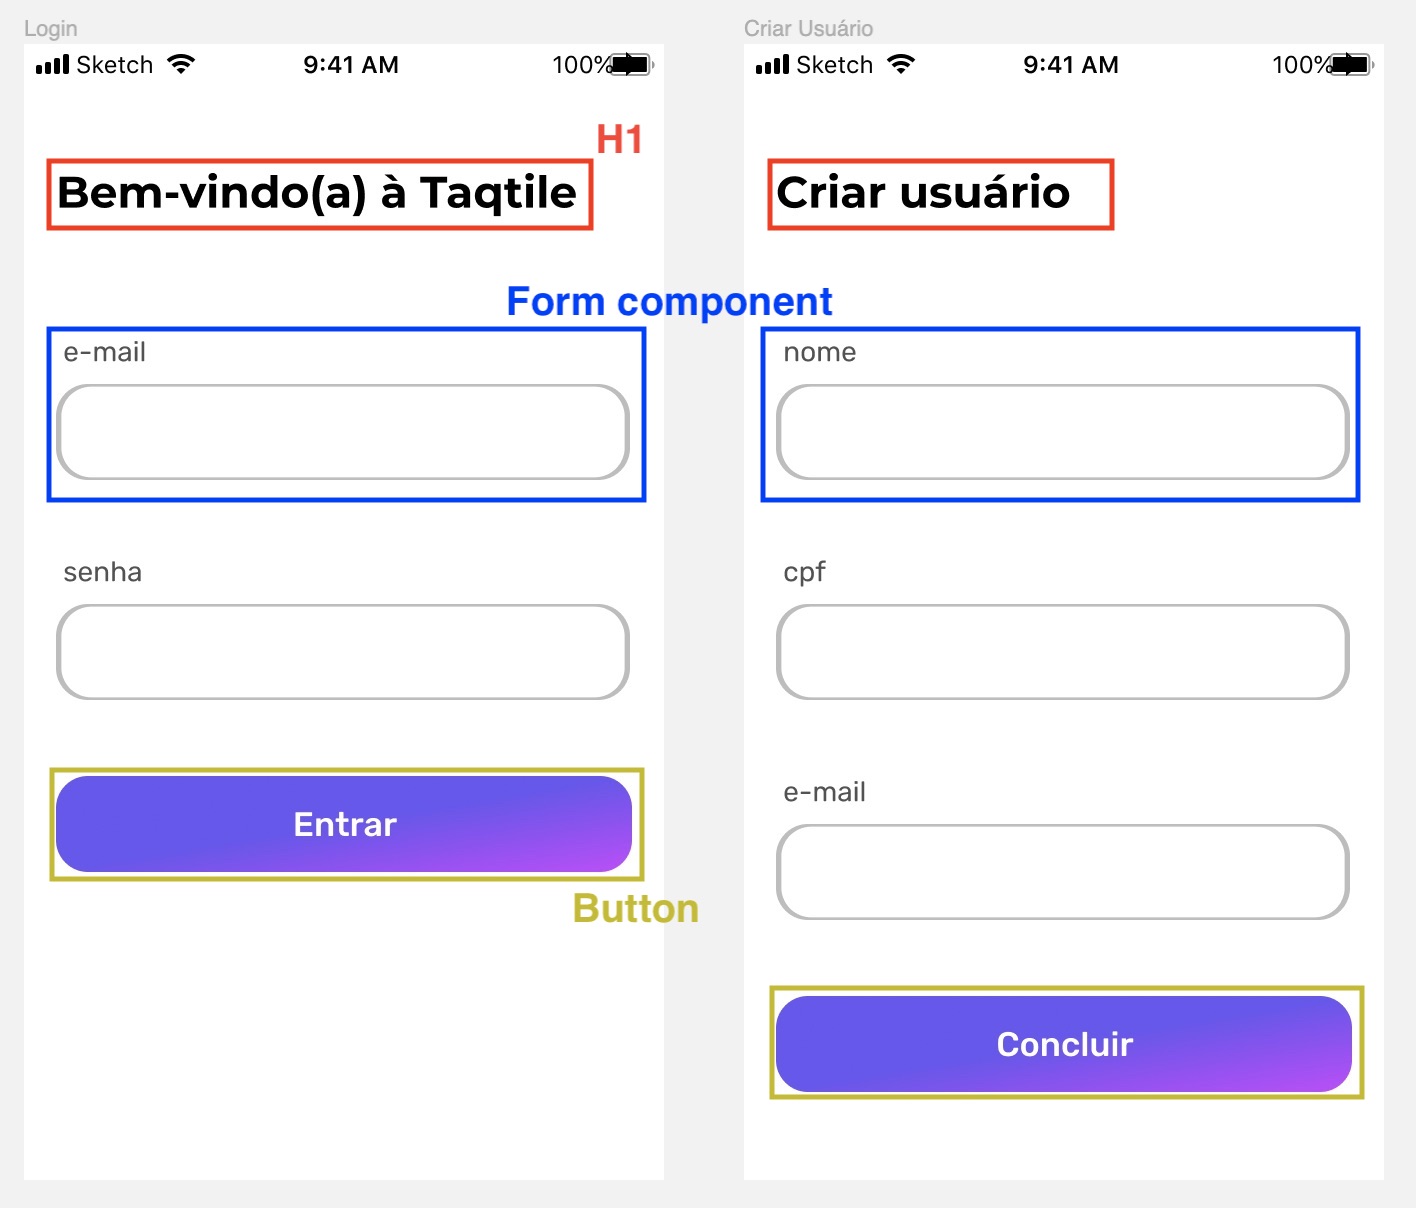 Login
Sketch 9:41 AM 100%
H1
Bem-vindo(a) à Taqtile
Form component
e-mail
senha
Entrar
Button
Criar Usuário
Sketch 9:41 AM 100%
Criar usuário
nome
cpf
e-mail
Concluir